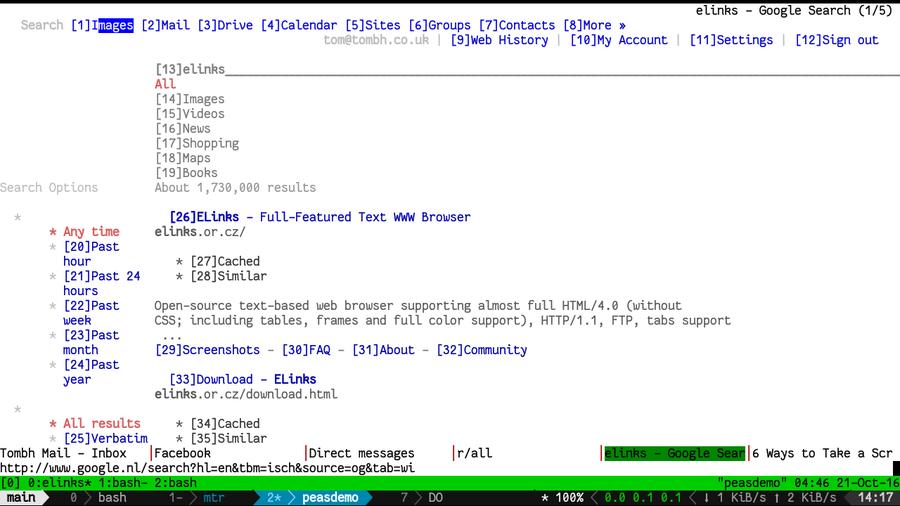 elinks - Google Search (1/5)
Search [1]Images [2]Mail [3]Drive [4]Calendar [5]Sites [6]Groups [7]Contacts [8]More »
tom@tombh.co.uk | [9]Web History | [10]My Account | [11]Settings | [12]Sign out
[13]elinks
All
[14]Images
[15]Videos
[16]News
[17]Shopping
[18]Maps
[19]Books
Search Options About 1,730,000 results
* [26]ELinks - Full-Featured Text WWW Browser
* Any time elinks.or.cz/
* [20]Past
hour * [27]Cached
* [21]Past 24 * [28]Similar
hours
* [22]Past Open-source text-based web browser supporting almost full HTML/4.0 (without
week CSS; including tables, frames and full color support), HTTP/1.1, FTP, tabs support
* [23]Past ...
month [29]Screenshots - [30]FAQ - [31]About - [32]Community
* [24]Past
year [33]Download - ELinks
elinks.or.cz/download.html
*
* All results * [34]Cached
* [25]Verbatim * [35]Similar
Tombh Mail - Inbox |Facebook |Direct messages |r/all |elinks - Google Sear|6 Ways to Take a Scr
http://www.google.nl/search?hl=en&tbm=isch&source=og&tab=wi
[0] 0:elinks* 1:bash- 2:bash "peasdemo" 04:46 21-Oct-16
main 0 > bash 1- > mtr 2* > peasdemo 7 > DO * 100% < 0.0 0.1 0.1 < ↓ 1 KiB/s ↑ 2 KiB/s 14:17